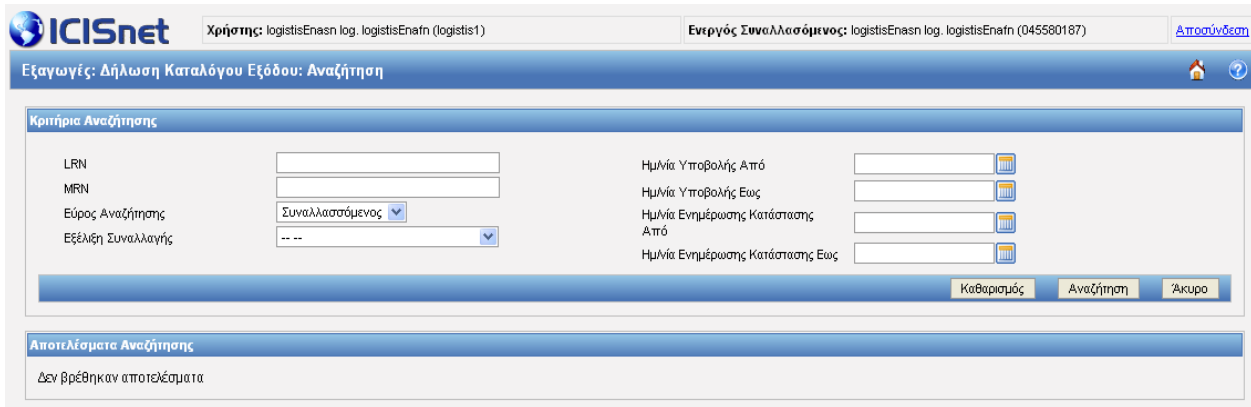 ICISnet
Χρήστης: logistisEnasn log. logistisEnafn (logistis1)
Ενεργός Συναλλασόμενος: logistisEnasn log. logistisEnafn (045580187)
Αποσύνδεση
Εξαγωγές: Δήλωση Καταλόγου Εξόδου: Αναζήτηση
?
Κριτήρια Αναζήτησης
LRN
MRN
Εύρος Αναζήτησης
Συναλλασσόμενος
Εξέλιξη Συναλλαγής
-- --
Ημ/νία Υποβολής Από
Ημ/νία Υποβολής Εως
Ημ/νία Ενημέρωσης Κατάστασης
Από
Ημ/νία Ενημέρωσης Κατάστασης Εως
Καθαρισμός
Αναζήτηση
Άκυρο
Αποτελέσματα Αναζήτησης
Δεν βρέθηκαν αποτελέσματα